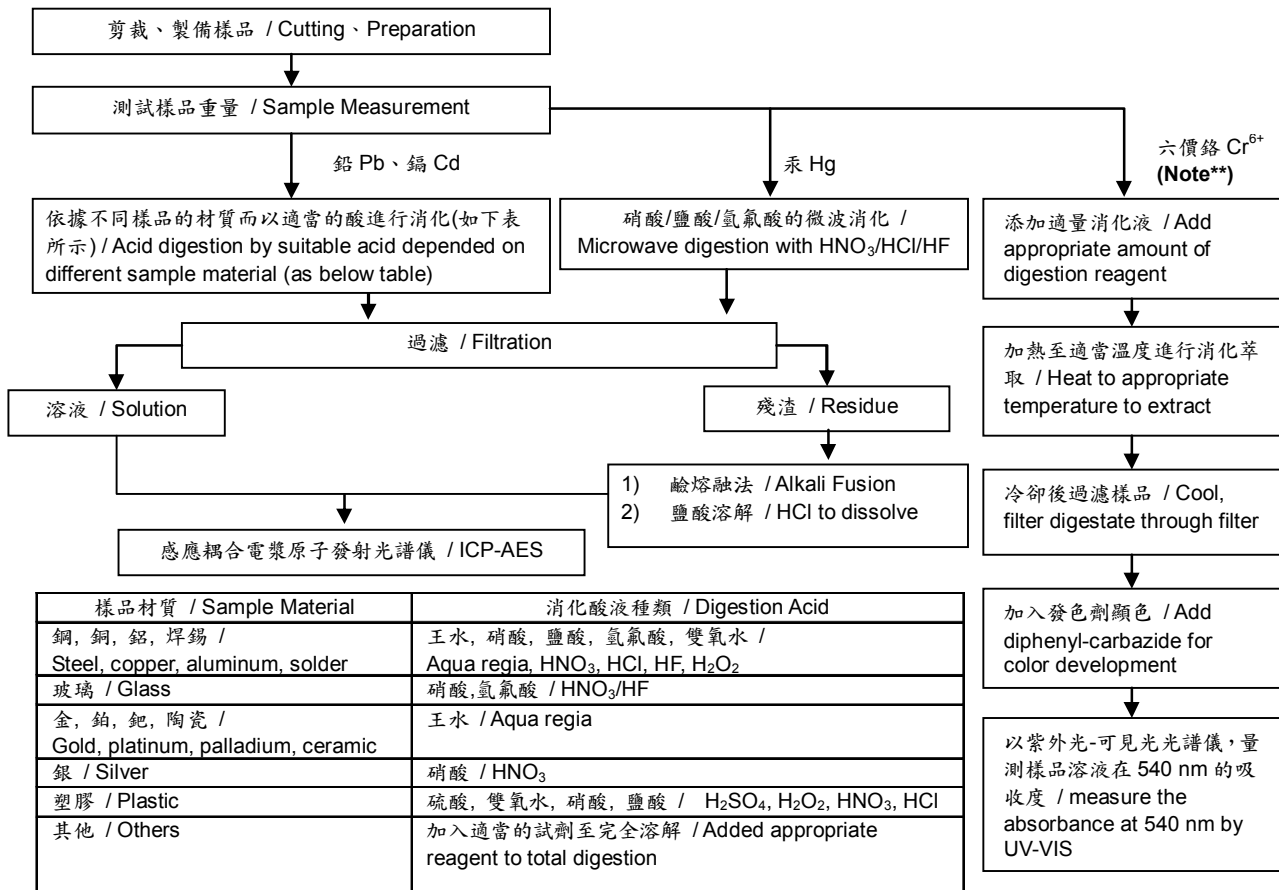 剪裁、製備樣品 / Cutting、Preparation
測試樣品重量 / Sample Measurement
鉛 Pb、鎘 Cd
汞 Hg
六價鉻 Cr⁶⁺
(Note**)
依據不同樣品的材質而以適當的酸進行消化(如下表
所示) / Acid digestion by suitable acid depended on
different sample material (as below table)
硝酸/鹽酸/氫氟酸的微波消化 /
Microwave digestion with HNO₃/HCl/HF
添加適量消化液 / Add
appropriate amount of
digestion reagent
過濾 / Filtration
加熱至適當溫度進行消化萃
取 / Heat to appropriate
temperature to extract
溶液 / Solution
殘渣 / Residue
1) 鹼熔融法 / Alkali Fusion
2) 鹽酸溶解 / HCl to dissolve
冷卻後過濾樣品 / Cool,
filter digestate through filter
感應耦合電漿原子發射光譜儀 / ICP-AES
加入發色劑顯色 / Add
diphenyl-carbazide for
color development
以紫外光-可見光光譜儀，量
測樣品溶液在 540 nm 的吸
收度 / measure the
absorbance at 540 nm by
UV-VIS
樣品材質 / Sample Material
消化酸液種類 / Digestion Acid
鋼, 銅, 鋁, 焊錫 /
Steel, copper, aluminum, solder
王水, 硝酸, 鹽酸, 氫氟酸, 雙氧水 /
Aqua regia, HNO₃, HCl, HF, H₂O₂
玻璃 / Glass
硝酸,氫氟酸 / HNO₃/HF
金, 鉑, 鈀, 陶瓷 /
Gold, platinum, palladium, ceramic
王水 / Aqua regia
銀 / Silver
硝酸 / HNO₃
塑膠 / Plastic
硫酸, 雙氧水, 硝酸, 鹽酸 / H₂SO₄, H₂O₂, HNO₃, HCl
其他 / Others
加入適當的試劑至完全溶解 / Added appropriate
reagent to total digestion